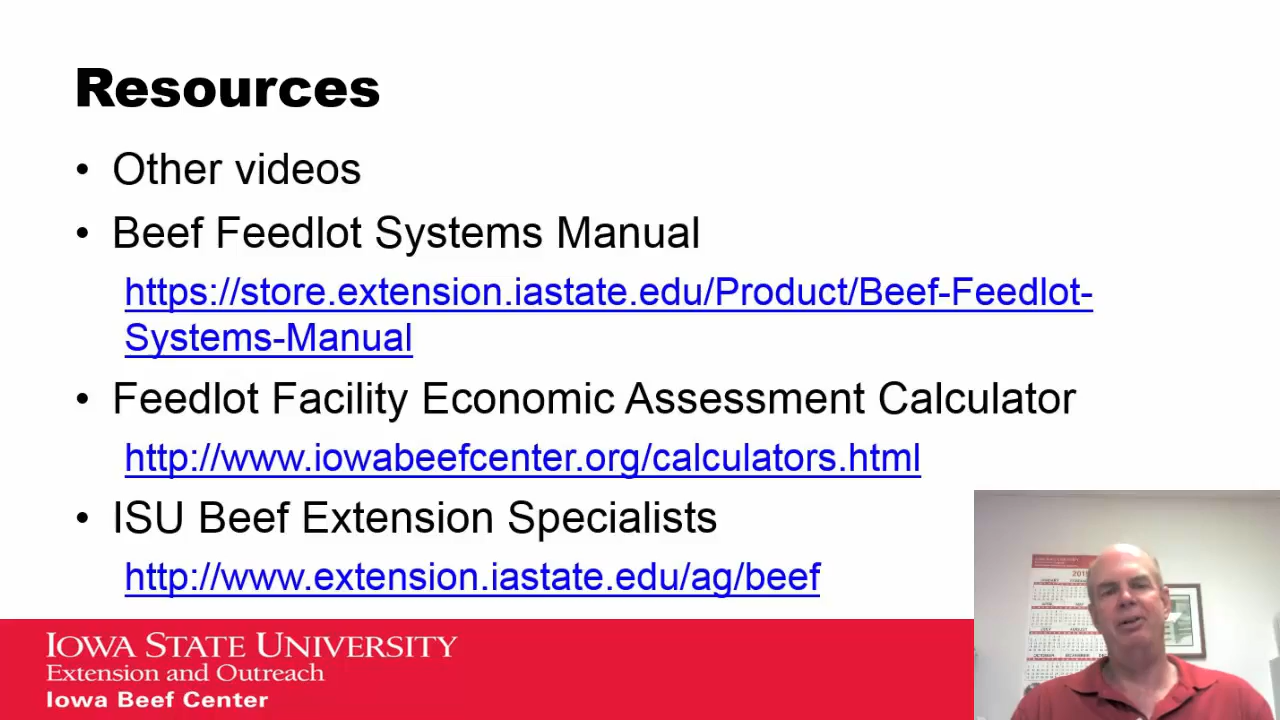 Resources
• Other videos
• Beef Feedlot Systems Manual
https://store.extension.iastate.edu/Product/Beef-Feedlot-
Systems-Manual
• Feedlot Facility Economic Assessment Calculator
http://www.iowabeefcenter.org/calculators.html
• ISU Beef Extension Specialists
http://www.extension.iastate.edu/ag/beef
IOWA STATE UNIVERSITY
Extension and Outreach
Iowa Beef Center